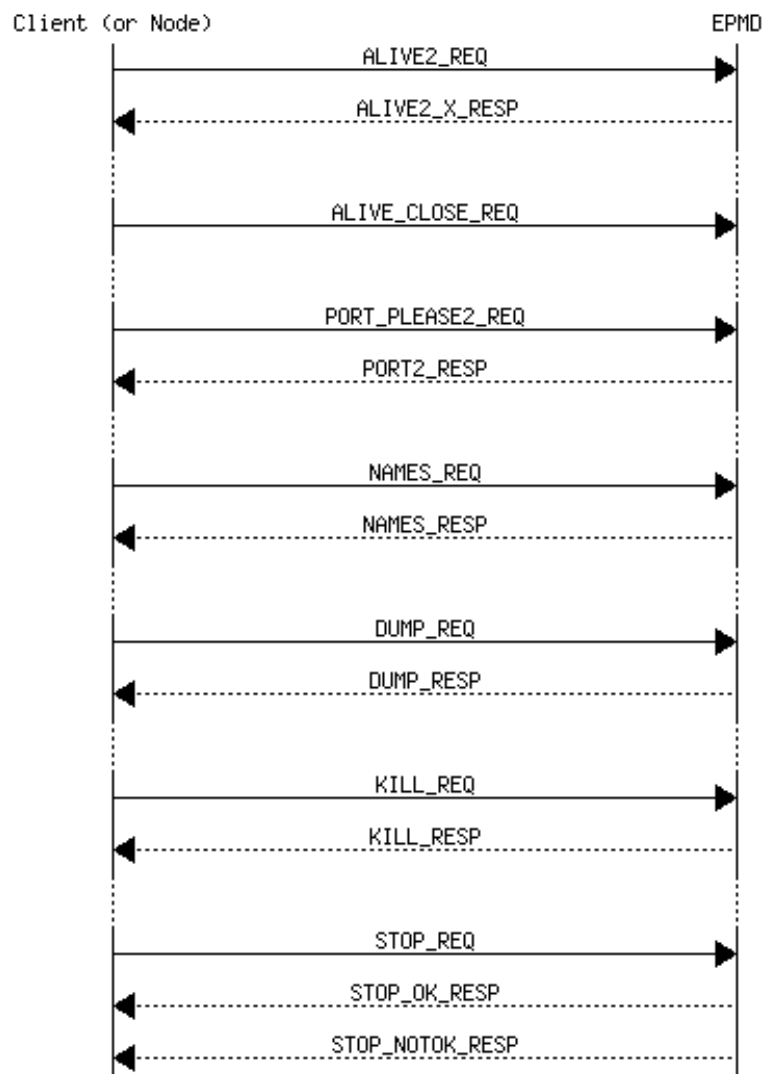 Client (or Node) EPMD
ALIVE2_REQ
ALIVE2_X_RESP
ALIVE_CLOSE_REQ
PORT_PLEASE2_REQ
PORT2_RESP
NAMES_REQ
NAMES_RESP
DUMP_REQ
DUMP_RESP
KILL_REQ
KILL_RESP
STOP_REQ
STOP_OK_RESP
STOP_NOTOK_RESP